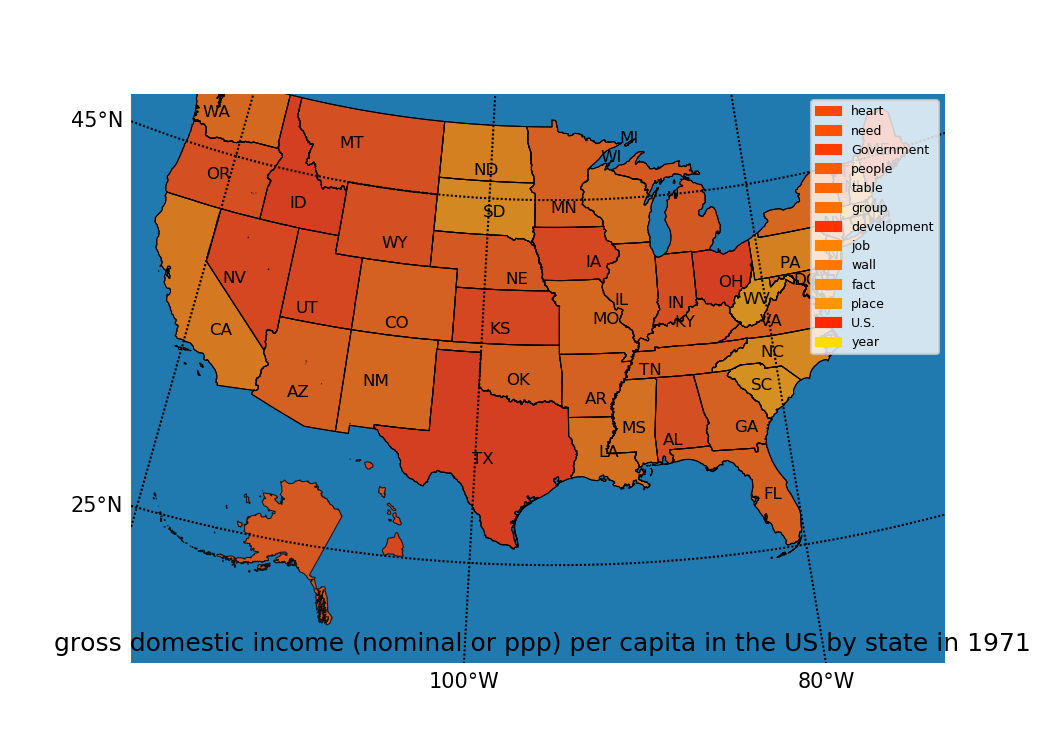 45°N
25°N
100°W
80°W
WA
OR
ID
MT
ND
SD
MN
WI
MI
WY
NV
UT
CO
CA
AZ
NM
NE
KS
OK
TX
IA
MO
IL
IN
OH
KY
TN
AR
MS
LA
AL
GA
FL
SC
NC
VA
WV
PA
DC
heart
need
Government
people
table
group
development
job
wall
fact
place
U.S.
year
gross domestic income (nominal or ppp) per capita in the US by state in 1971